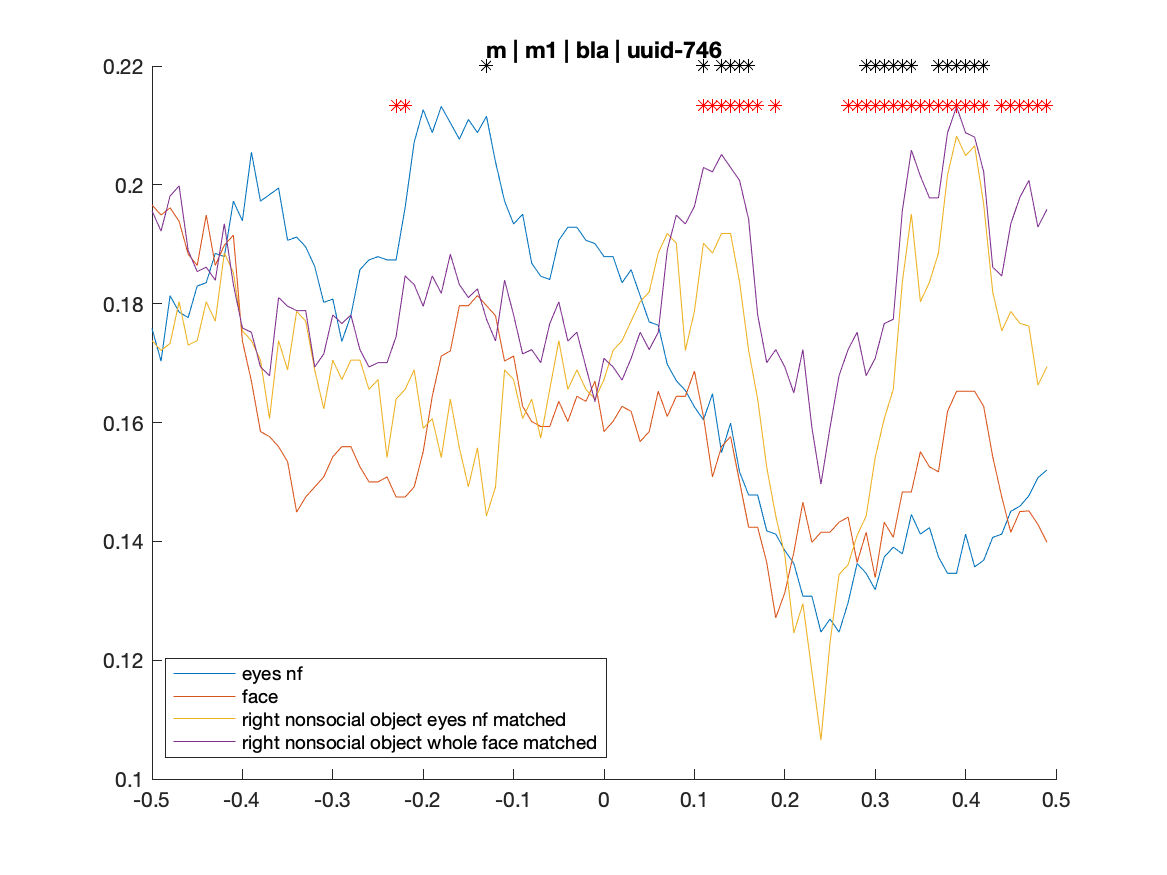 m | m1 | bla | uuid-746
0.22
0.2
0.18
0.16
0.14
0.12
0.1
eyes nf
face
right nonsocial object eyes nf matched
right nonsocial object whole face matched
-0.5 -0.4 -0.3 -0.2 -0.1 0 0.1 0.2 0.3 0.4 0.5